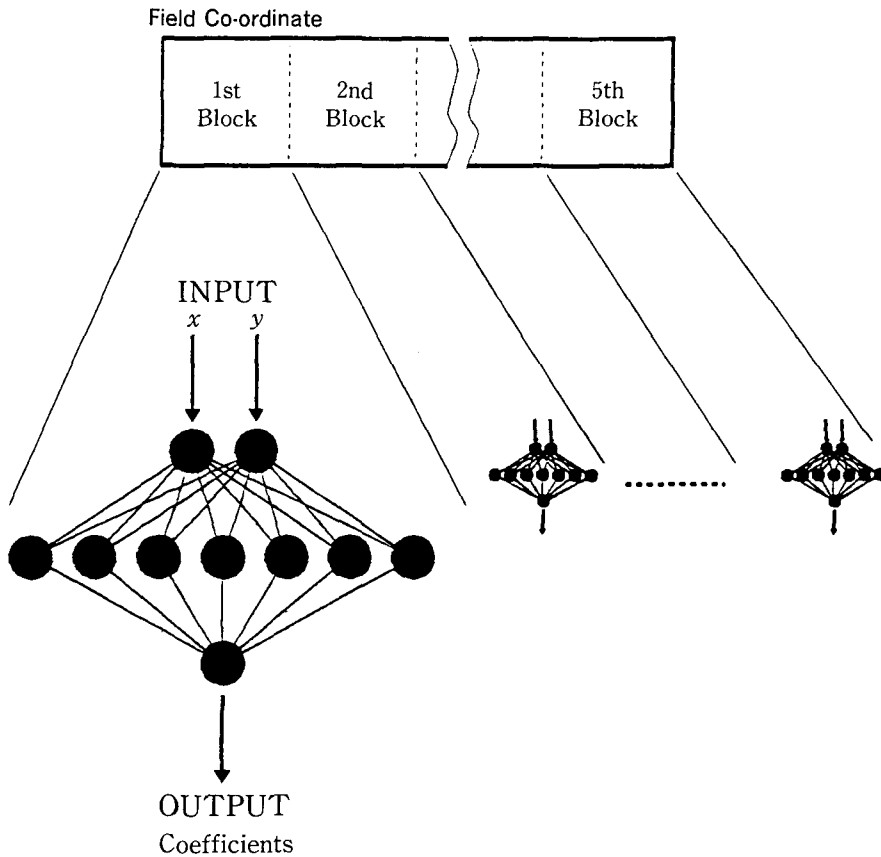 Field Co-ordinate
1st
Block
2nd
Block
5th
Block
INPUT
x y
OUTPUT
Coefficients